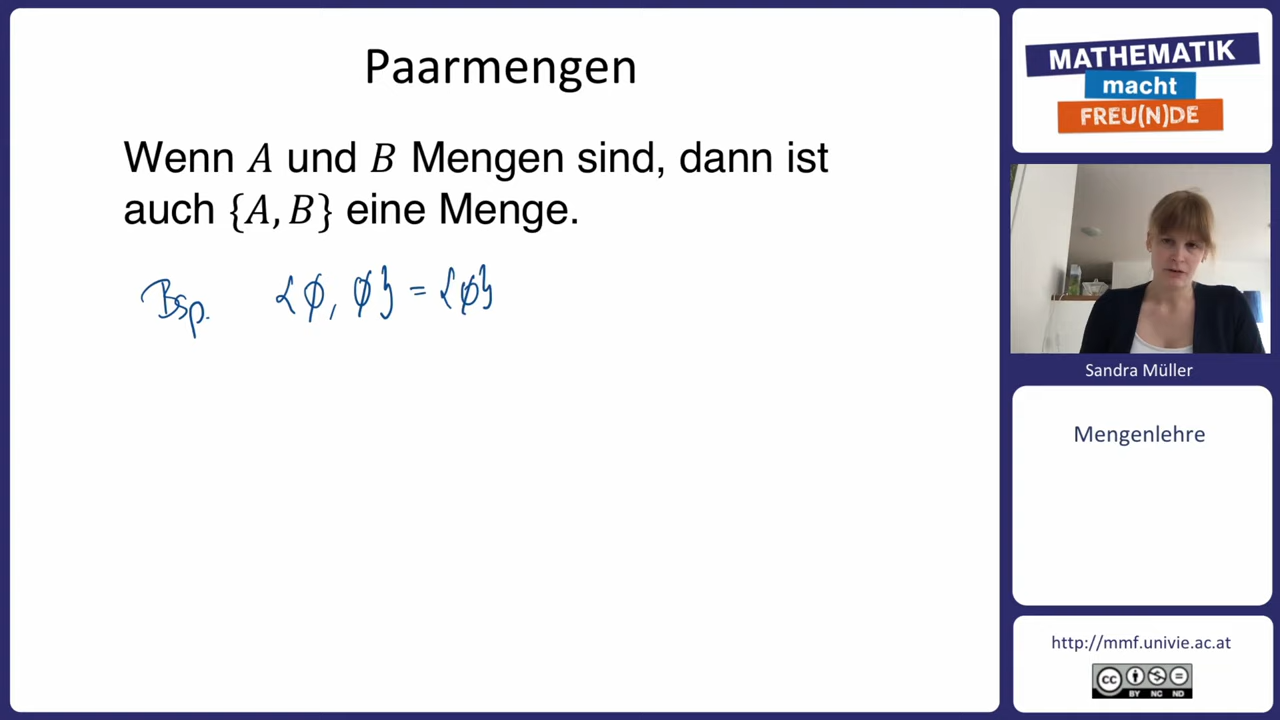 Paarmengen
Wenn A und B Mengen sind, dann ist
auch {A, B} eine Menge.
Bsp. {∅, ∅} = {∅}
MATHEMATIK
macht
FREU(N)DE
Sandra Müller
Mengenlehre
http://mmf.univie.ac.at
cc
BY NC ND